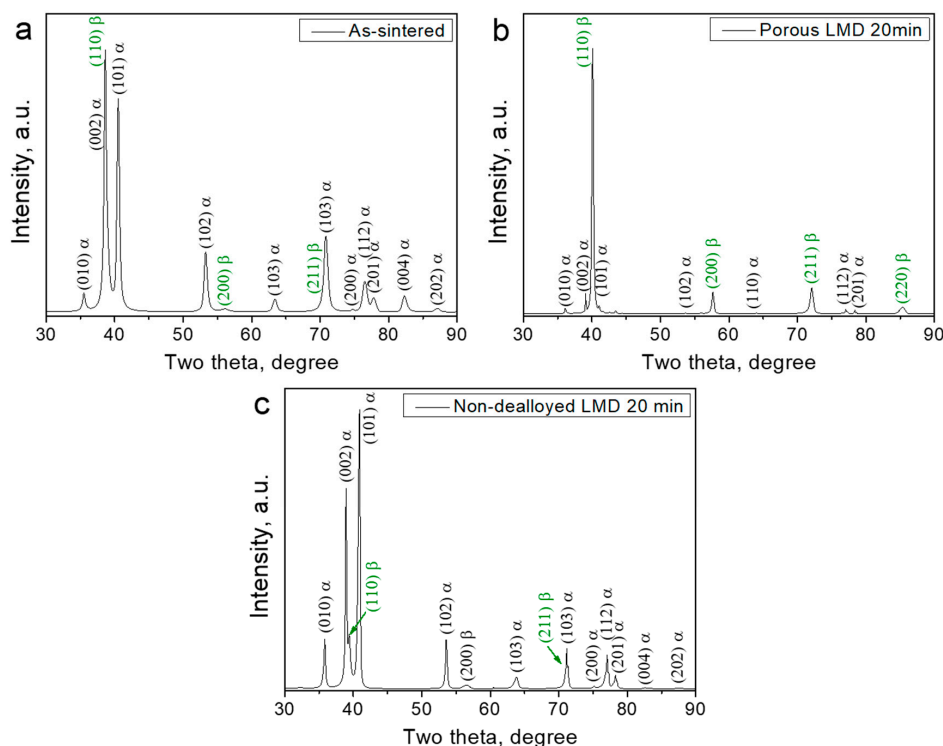 a
As-sintered
Intensity, a.u.
(010) α
(002) α
(110) β
(101) α
(102) α
(200) β
(103) α
(211) β
(103) α
(200) α
(112) α
(201) α
(004) α
(202) α
30 40 50 60 70 80 90
Two theta, degree
b
Porous LMD 20min
Intensity, a.u.
(010) α
(002) α
(110) β
(101) α
(102) α
(200) β
(110) α
(211) β
(112) α
(201) α
(220) β
30 40 50 60 70 80 90
Two theta, degree
c
Non-dealloyed LMD 20 min
Intensity, a.u.
(010) α
(002) α
(110) β
(101) α
(102) α
(200) β
(103) α
(211) β
(103) α
(200) α
(112) α
(201) α
(004) α
(202) α
30 40 50 60 70 80 90
Two theta, degree